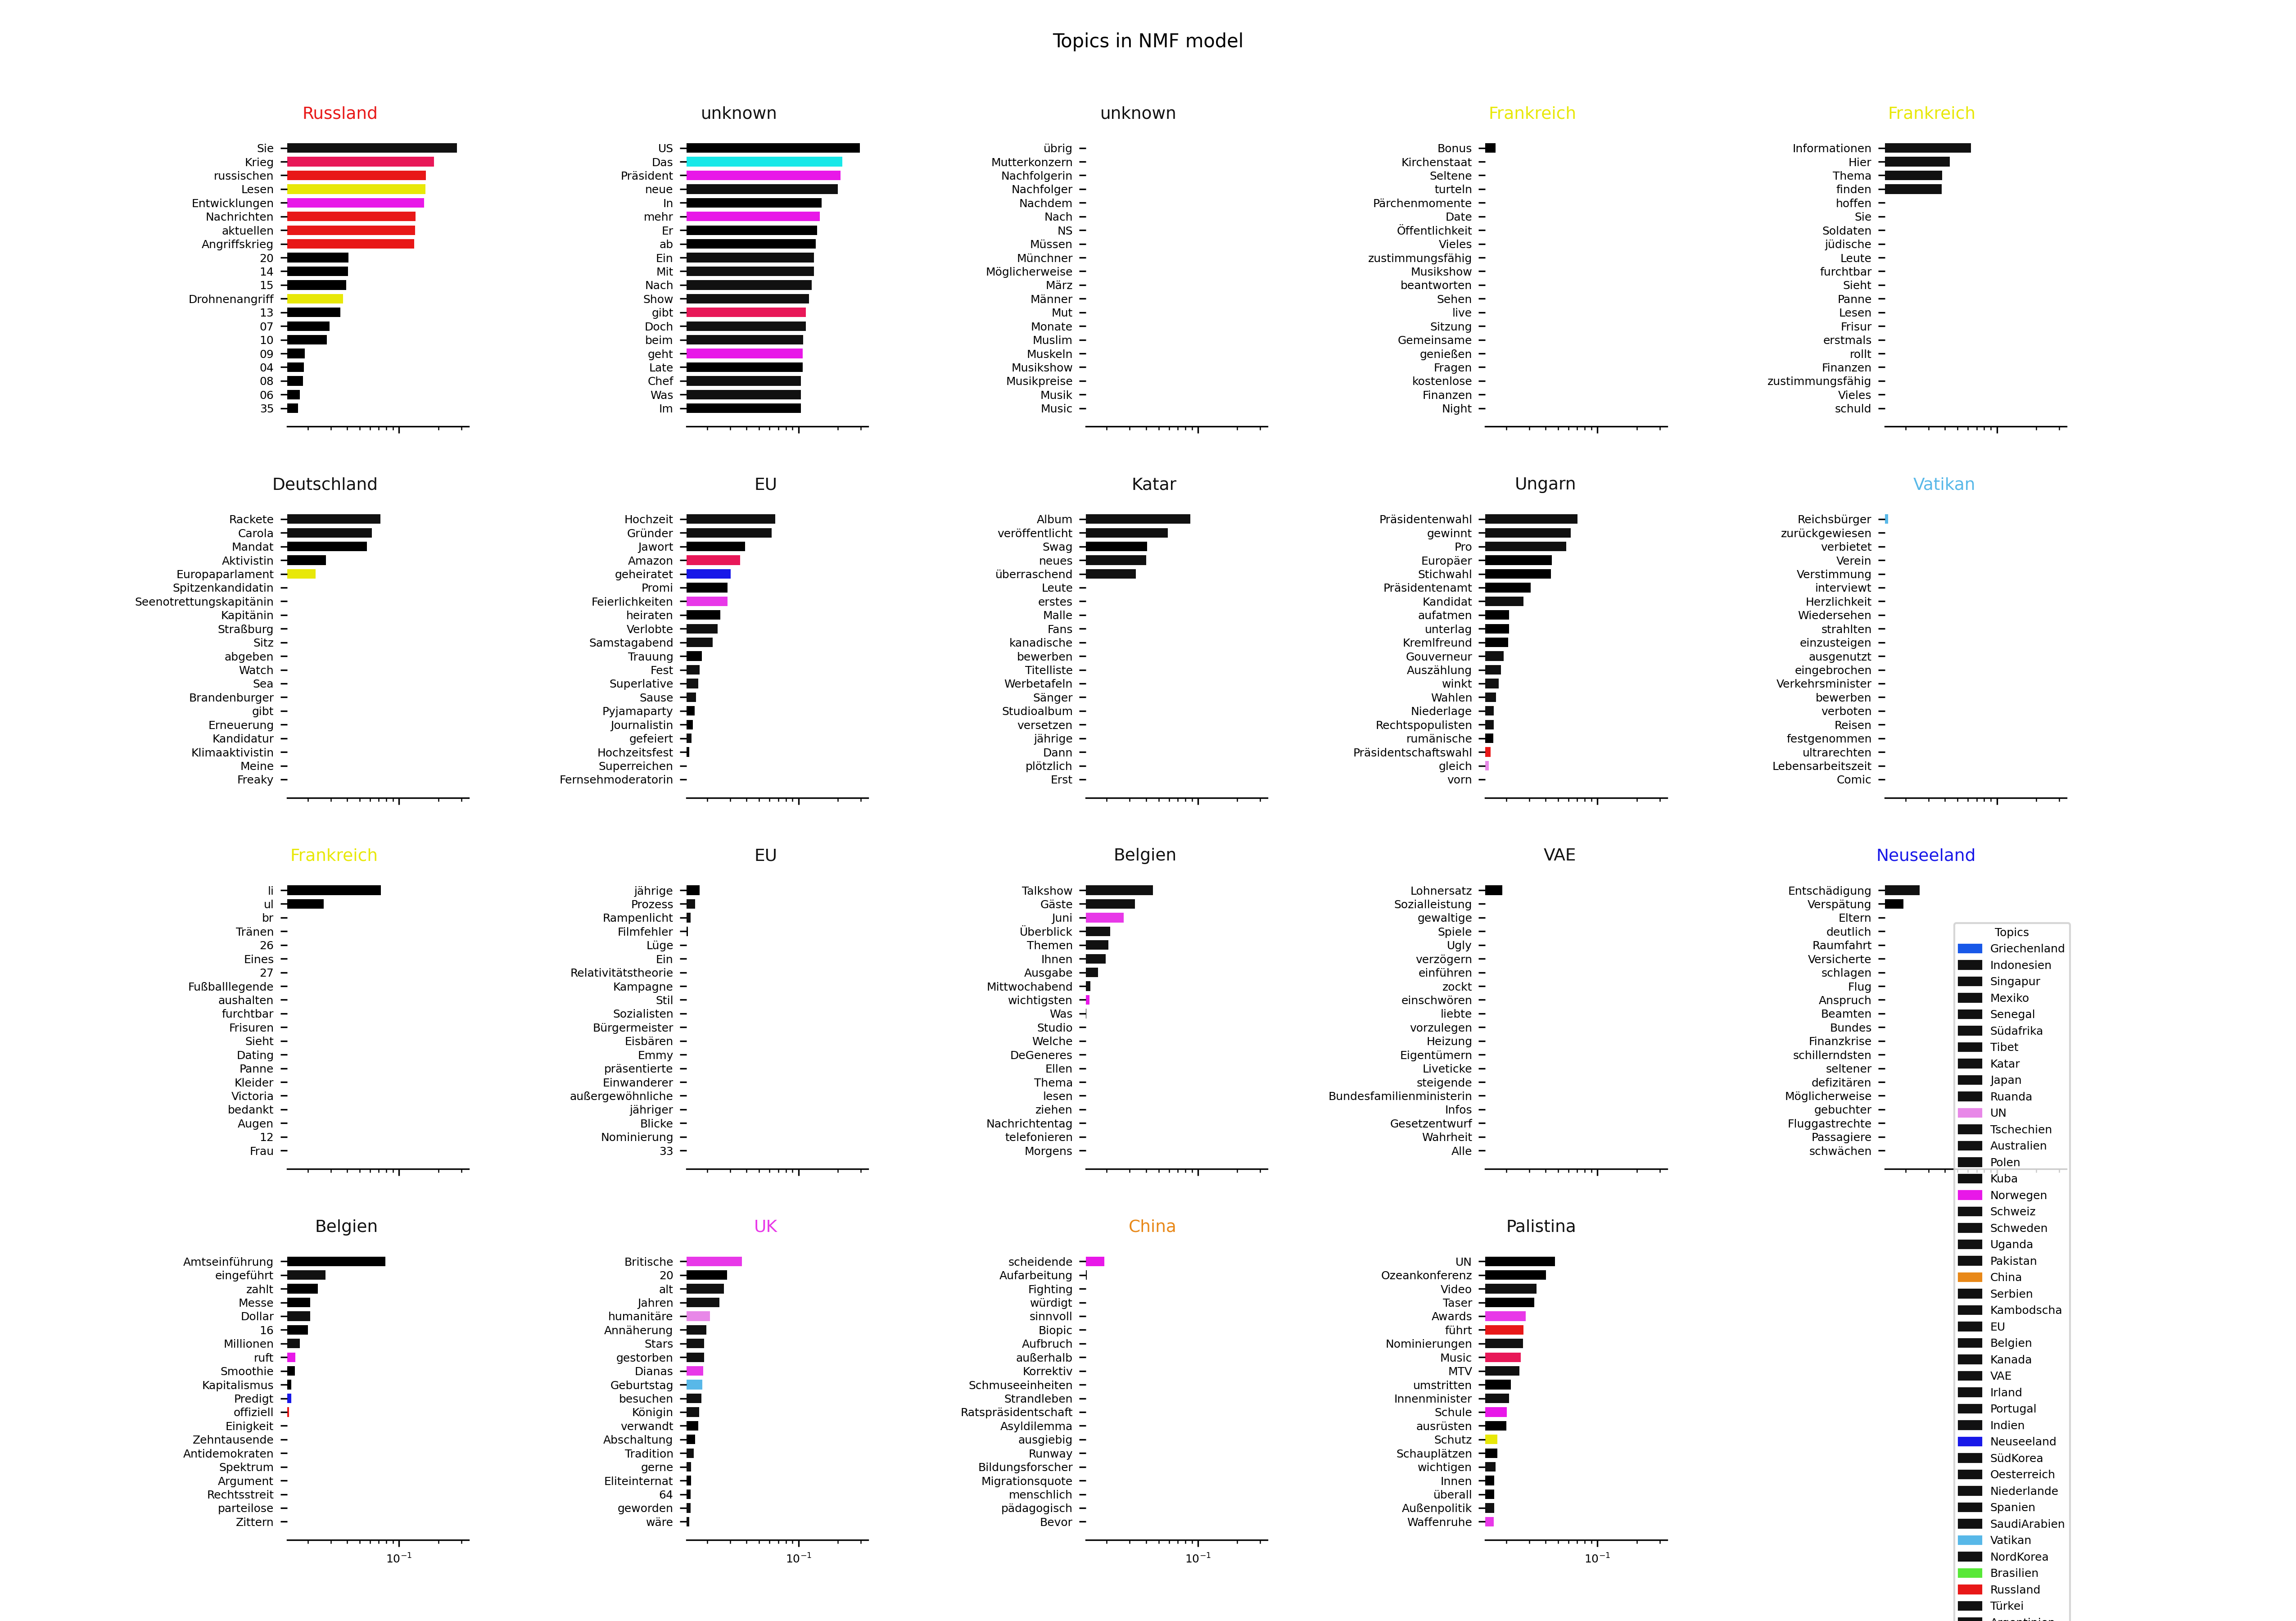 Topics in NMF model
Russland
Sie
Krieg
russischen
Lesen
Entwicklungen
Nachrichten
aktuellen
Angriffskrieg
20
14
15
Drohnenangriff
13
07
10
09
04
08
06
35
unknown
US
Das
Präsident
neue
In
mehr
Er
ab
Ein
Mit
Nach
Show
gibt
Doch
beim
geht
Late
Chef
Was
Im
unknown
übrig
Mutterkonzern
Nachfolgerin
Nachfolger
Nachdem
Nach
NS
Müssen
Münchner
Möglicherweise
März
Männer
Mut
Monate
Muslim
Muskeln
Musikshow
Musikpreise
Musik
Music
Frankreich
Bonus
Kirchenstaat
Seltene
turteln
Pärchenmomente
Date
Öffentlichkeit
Vieles
zustimmungsfähig
Musikshow
beantworten
Sehen
live
Sitzung
Gemeinsame
genießen
Fragen
kostenlose
Finanzen
Night
Frankreich
Informationen
Hier
Thema
finden
hoffen
Sie
Soldaten
jüdische
Leute
furchtbar
Sieht
Panne
Lesen
Frisur
erstmals
rollt
Finanzen
zustimmungsfähig
Vieles
schuld
Deutschland
Rackete
Carola
Mandat
Aktivistin
Europaparlament
Spitzenkandidatin
Seenotrettungskapitänin
Kapitänin
Straßburg
Sitz
abgeben
Watch
Sea
Brandenburger
gibt
Erneuerung
Kandidatur
Klimaaktivistin
Meine
Freaky
EU
Hochzeit
Gründer
Jawort
Amazon
geheiratet
Promi
Feierlichkeiten
heiraten
Verlobte
Samstagabend
Trauung
Fest
Superlative
Sause
Pyjamaparty
Journalistin
gefeiert
Hochzeitsfest
Superreichen
Fernsehmoderatorin
Katar
Album
veröffentlicht
Swag
neues
überraschend
Leute
erstes
Malle
Fans
kanadische
bewerben
Titelliste
Werbetafeln
Sänger
Studioalbum
versetzen
jährige
Dann
plötzlich
Erst
Ungarn
Präsidentenwahl
gewinnt
Pro
Europäer
Stichwahl
Präsidentenamt
Kandidat
aufatmen
unterlag
Kremlfreund
Gouverneur
Auszählung
winkt
Wahlen
Niederlage
Rechtspopulisten
rumänische
Präsidentschaftswahl
gleich
vorn
Vatikan
Reichsbürger
zurückgewiesen
verbietet
Verein
Verstimmung
interviewt
Herzlichkeit
Wiedersehen
strahlten
einzusteigen
ausgenutzt
eingebrochen
Verkehrsminister
bewerben
verboten
Reisen
festgenommen
ultrarechten
Lebensarbeitszeit
Comic
Frankreich
li
ul
br
Tränen
26
Eines
27
Fußballlegende
aushalten
furchtbar
Frisuren
Sieht
Dating
Panne
Kleider
Victoria
bedankt
Augen
12
Frau
EU
jährige
Prozess
Rampenlicht
Filmfehler
Lüge
Ein
Relativitätstheorie
Kampagne
Stil
Sozialisten
Bürgermeister
Eisbären
Emmy
präsentierte
Einwanderer
außergewöhnliche
jähriger
Blicke
Nominierung
33
Belgien
Talkshow
Gäste
Juni
Überblick
Themen
Ihnen
Ausgabe
Mittwochabend
wichtigsten
Was
Studio
Welche
DeGeneres
Ellen
Thema
lesen
ziehen
Nachrichtentag
telefonieren
Morgens
VAE
Lohnersatz
Sozialleistung
gewaltige
Spiele
Ugly
verzögern
einführen
zockt
einschwören
liebte
vorzulegen
Heizung
Eigentümern
Liveticke
steigende
Bundesfamilienministerin
Infos
Gesetzentwurf
Wahrheit
Alle
Neuseeland
Entschädigung
Verspätung
Eltern
deutlich
Raumfahrt
Versicherte
schlagen
Flug
Anspruch
Beamten
Bundes
Finanzkrise
schillerndsten
seltener
defizitären
Möglicherweise
gebuchter
Fluggastrechte
Passagiere
schwächen
Belgien
Amtseinführung
eingeführt
zahlt
Messe
Dollar
16
Millionen
ruft
Smoothie
Kapitalismus
Predigt
offiziell
Einigkeit
Zehntausende
Antidemokraten
Spektrum
Argument
Rechtsstreit
parteilose
Zittern
10⁻¹
UK
Britische
20
alt
Jahren
humanitäre
Annäherung
Stars
gestorben
Dianas
Geburtstag
besuchen
Königin
verwandt
Abschaltung
Tradition
gerne
Eliteinternat
64
geworden
wäre
10⁻¹
China
scheidende
Aufarbeitung
Fighting
würdigt
sinnvoll
Biopic
Aufbruch
außerhalb
Korrektiv
Schmuseeinheiten
Strandleben
Ratspräsidentschaft
Asyldilemma
ausgiebig
Runway
Bildungsforscher
Migrationsquote
menschlich
pädagogisch
Bevor
10⁻¹
Palistina
UN
Ozeankonferenz
Video
Taser
Awards
führt
Nominierungen
Music
MTV
umstritten
Innenminister
Schule
ausrüsten
Schutz
Schauplätzen
wichtigen
Innen
überall
Außenpolitik
Waffenruhe
10⁻¹
Topics
Griechenland
Indonesien
Singapur
Mexiko
Senegal
Südafrika
Tibet
Katar
Japan
Ruanda
UN
Tschechien
Australien
Polen
Kuba
Norwegen
Schweiz
Schweden
Uganda
Pakistan
China
Serbien
Kambodscha
EU
Belgien
Kanada
VAE
Irland
Portugal
Indien
Neuseeland
SüdKorea
Oesterreich
Niederlande
Spanien
SaudiArabien
Vatikan
NordKorea
Brasilien
Russland
Türkei